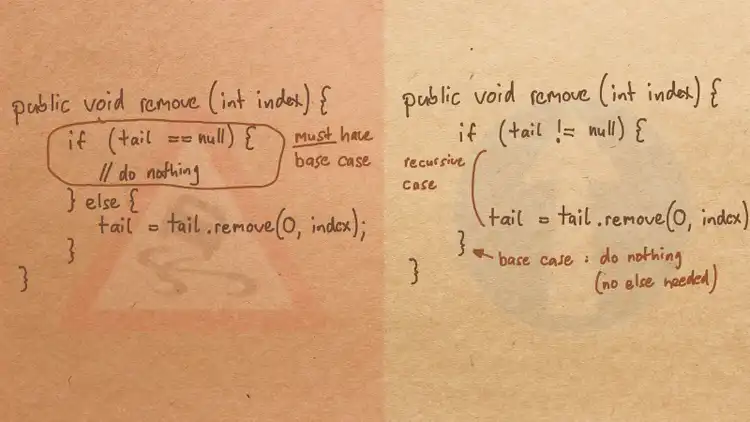 public void remove (int index) {
if (tail == null) {
// do nothing
} else {
tail = tail.remove(0, index);
}
}
must have
base case
public void remove (int index) {
if (tail != null) {
recursive
case
tail = tail.remove(0, index)
}
base case : do nothing
(no else needed)
}